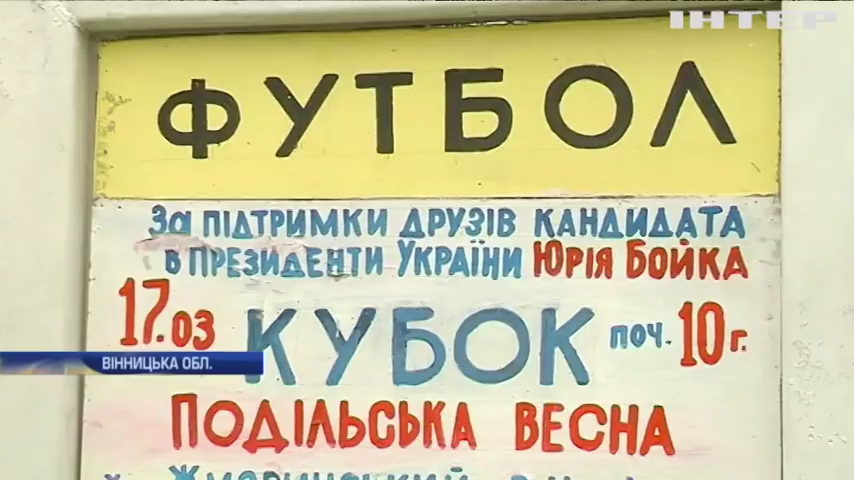 ІНТЕР
ФУТБОЛ
За ПІДТРИМКИ ДРУЗІВ КАНДИДАТА
в ПРЕЗИДЕНТИ УКРАЇНИ ЮРІЯ БОЙКА
17.03 КУБОК поч. 10 г.
ВІННИЦЬКА ОБЛ.
ПОДІЛЬСЬКА ВЕСНА